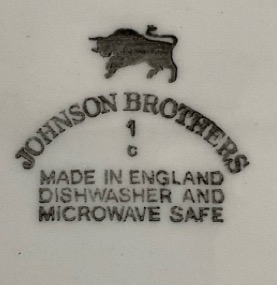 JOHNSON BROTHERS
1
c
MADE IN ENGLAND
DISHWASHER AND
MICROWAVE SAFE